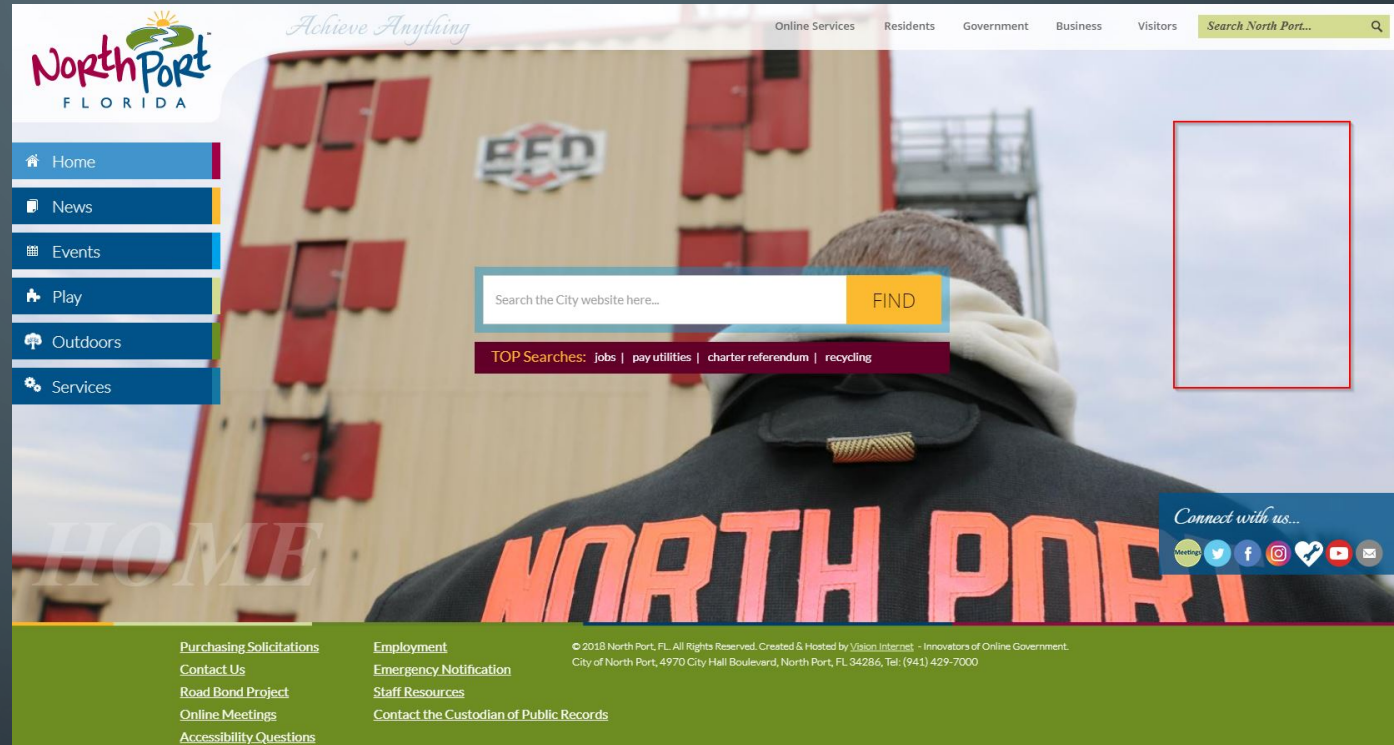 NorthPort
FLORIDA
Achieve Anything
Online Services Residents Government Business Visitors Search North Port...
Home
News
Events
Play
Outdoors
Services
EFD
Search the City website here... FIND
TOP Searches: jobs | pay utilities | charter referendum | recycling
NORTH PORT
HOME
Connect with us...
Meetings
Purchasing Solicitations
Contact Us
Road Bond Project
Online Meetings
Accessibility Questions
Employment
Emergency Notification
Staff Resources
Contact the Custodian of Public Records
© 2018 North Port, FL. All Rights Reserved. Created & Hosted by Vision Internet - Innovators of Online Government.
City of North Port, 4970 City Hall Boulevard, North Port, FL 34286, Tel: (941) 429-7000